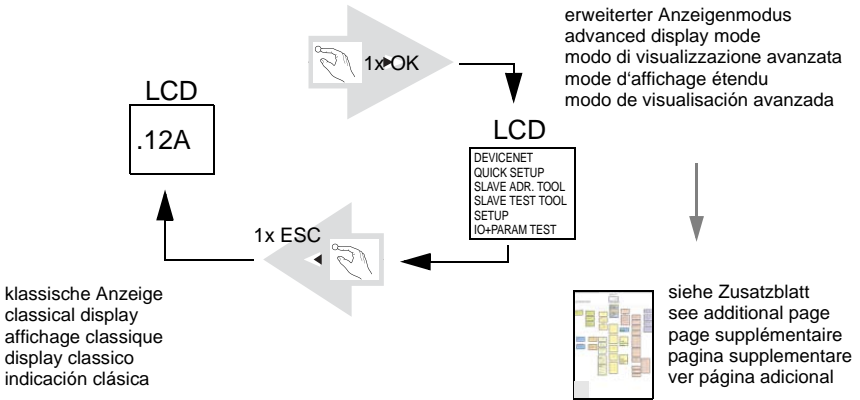 erweiterter Anzeigenmodus
advanced display mode
modo di visualizzazione avanzata
mode d‘affichage étendu
modo de visualisación avanzada
1x OK
LCD
.12A
LCD
DEVICENET
QUICK SETUP
SLAVE ADR. TOOL
SLAVE TEST TOOL
SETUP
IO+PARAM TEST
1x ESC
klassische Anzeige
classical display
affichage classique
display classico
indicación clásica
siehe Zusatzblatt
see additional page
page supplémentaire
pagina supplementare
ver página adicional